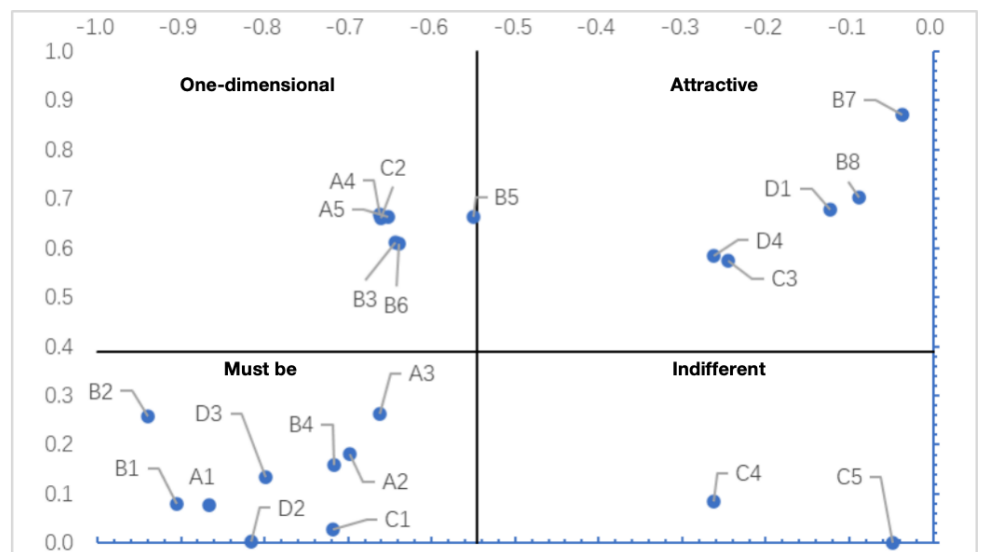 -1.0 -0.9 -0.8 -0.7 -0.6 -0.5 -0.4 -0.3 -0.2 -0.1 0.0
1.0
One-dimensional Attractive
0.9 B7
0.8
C2 B8
A4 D1
0.7 A5 B5
0.6 D4
C3
0.5 B3 B6
0.4
Must be A3 Indifferent
0.3 B2
D3 B4
0.2
B1 A1 A2 C4 C5
0.1 D2 C1
0.0